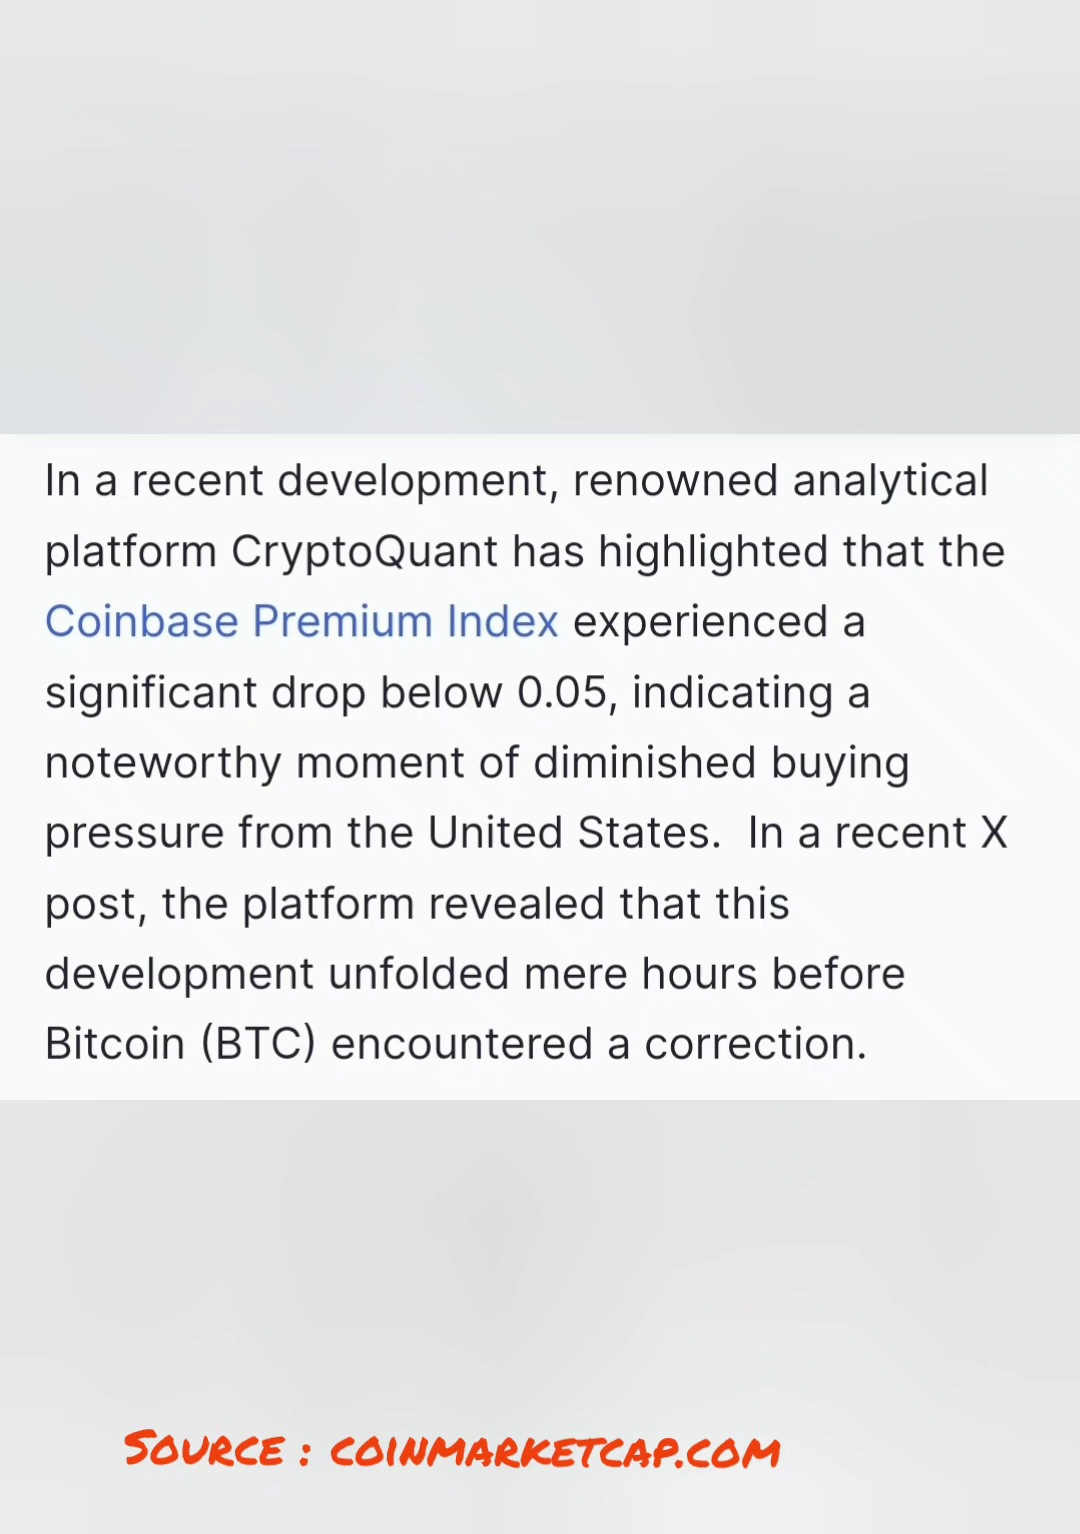 In a recent development, renowned analytical
platform CryptoQuant has highlighted that the
Coinbase Premium Index experienced a
significant drop below 0.05, indicating a
noteworthy moment of diminished buying
pressure from the United States.  In a recent X
post, the platform revealed that this
development unfolded mere hours before
Bitcoin (BTC) encountered a correction.
Source : coinmarketcap.com